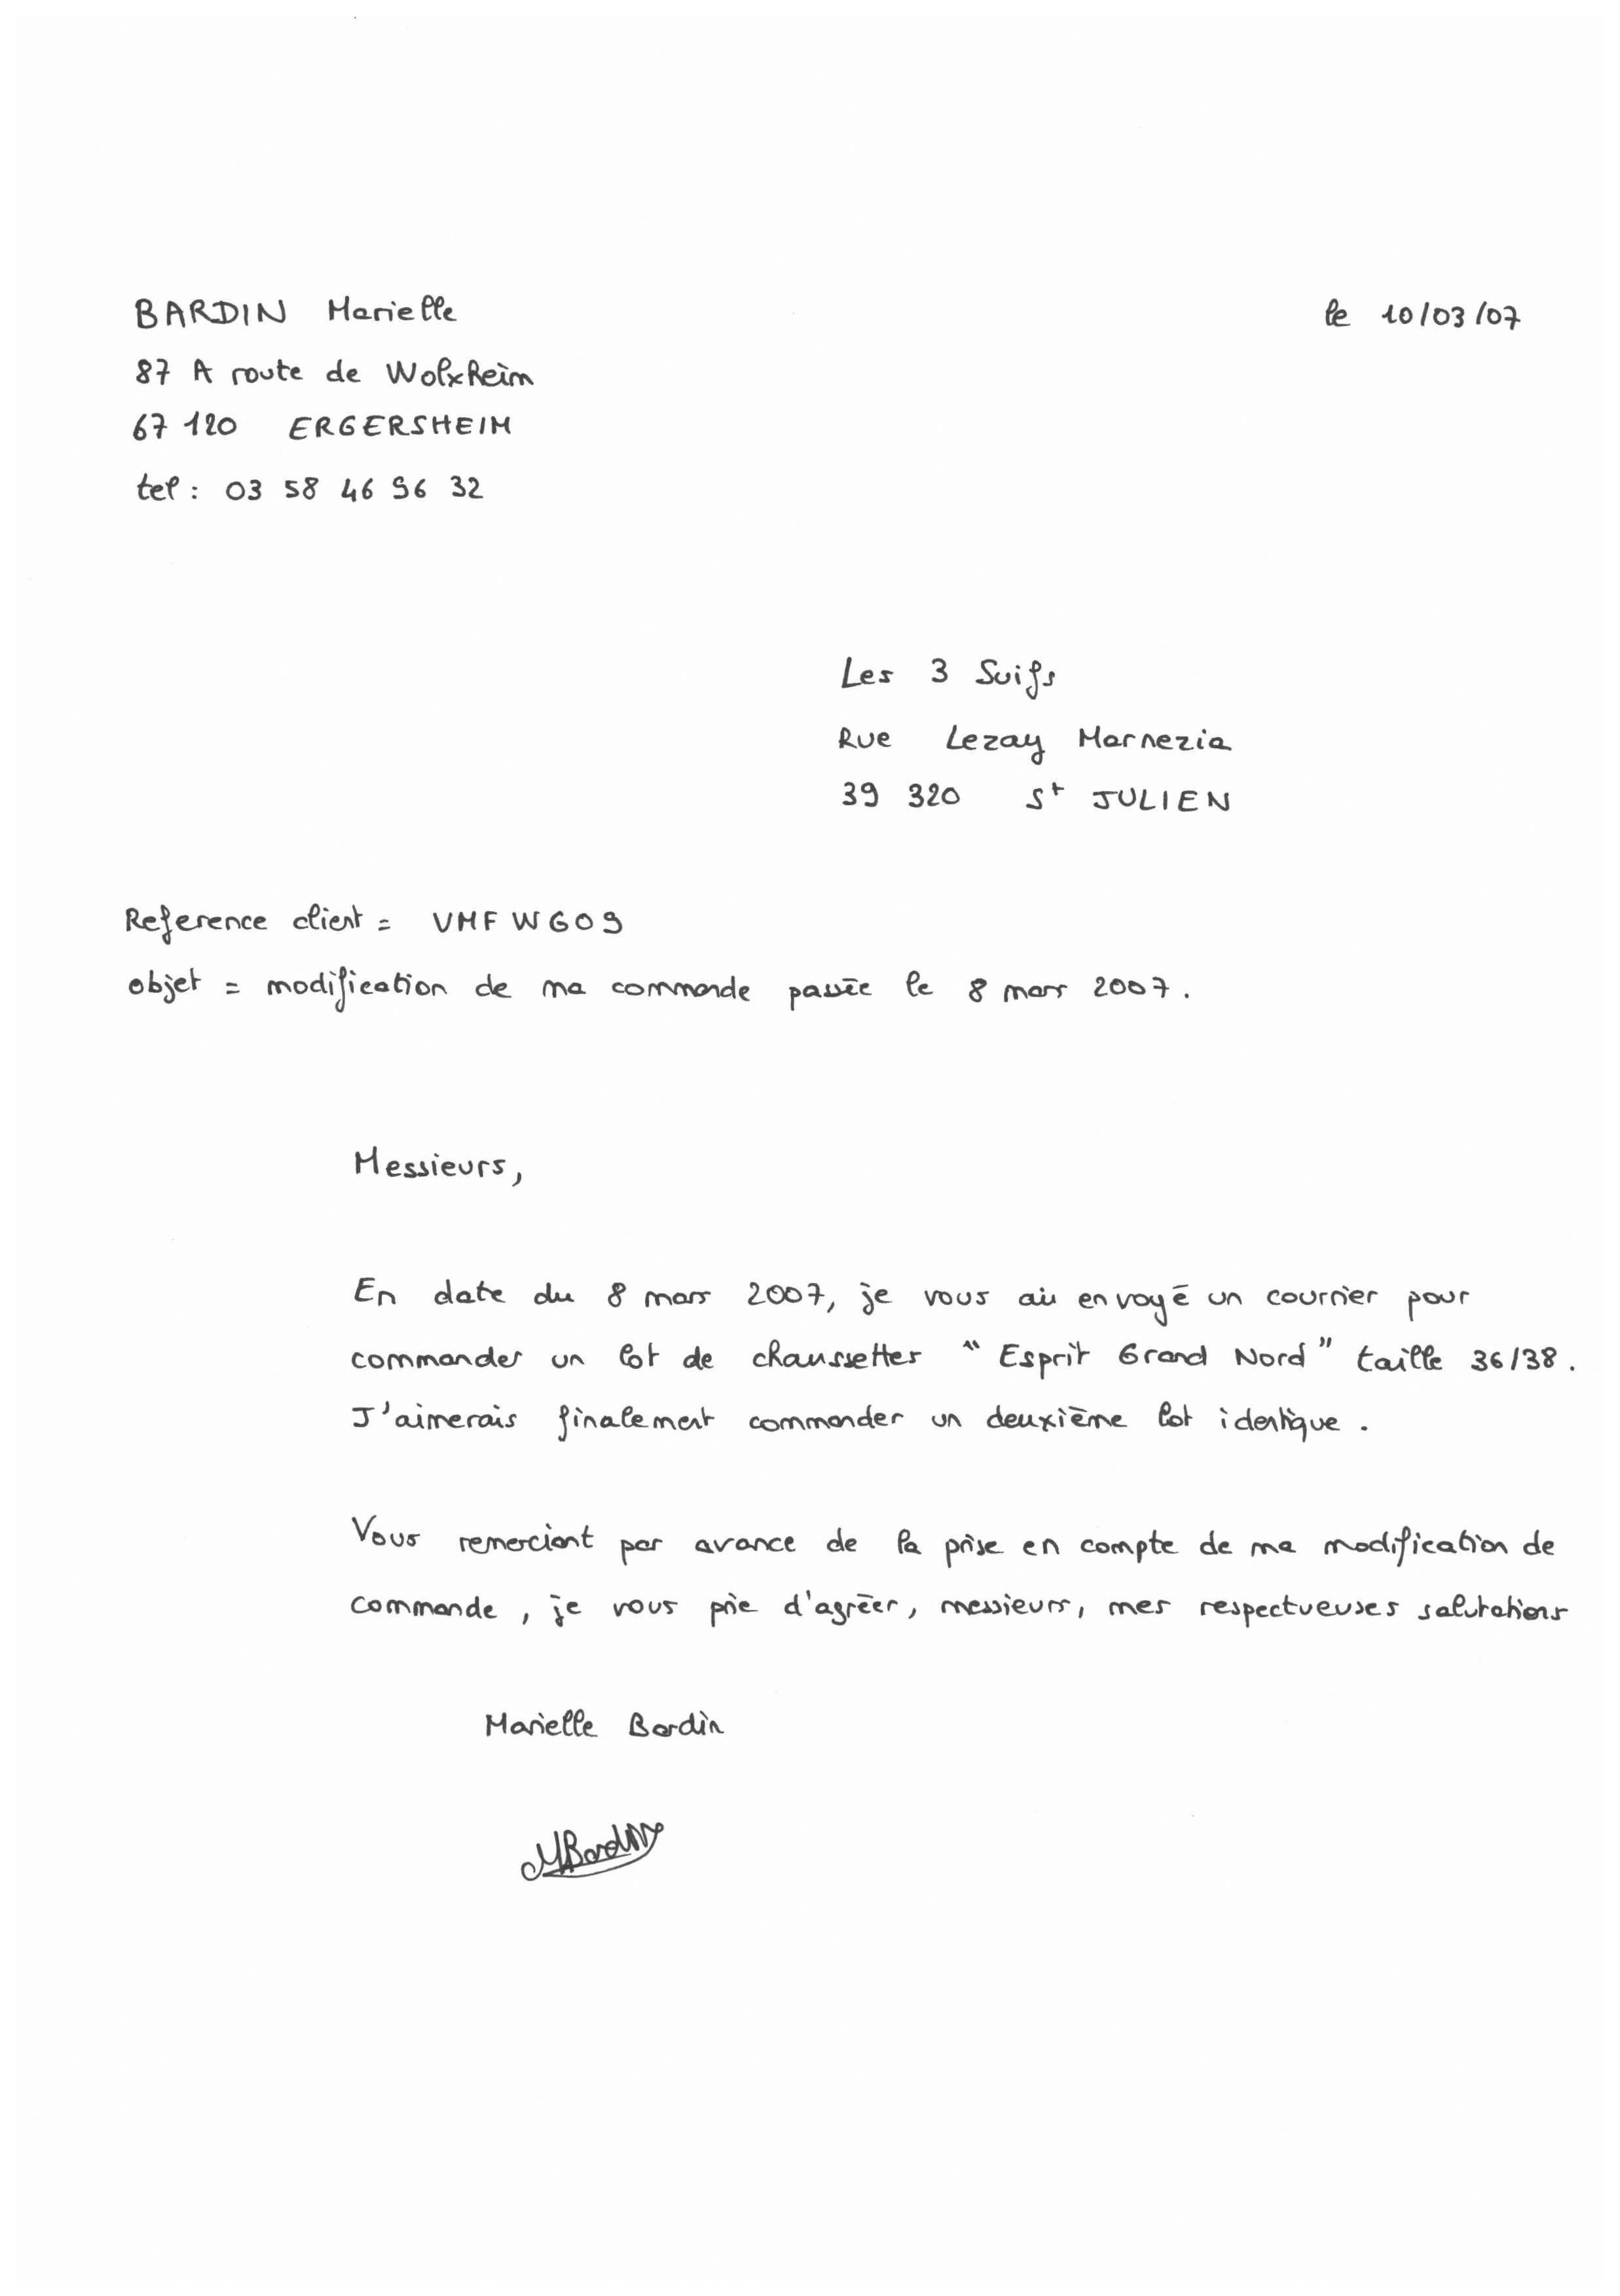 BARDIN Marielle
le 10/03/07
87 A route de Wolxheim
67 120 ERGERSHEIM
tel : 03 58 46 96 32
Les 3 Suifs
Rue Lezay Marnezia
39 320 St JULIEN
Reference client = VMFWG09
objet = modification de ma commande passée le 8 mars 2007.
Messieurs,
En date du 8 mars 2007, je vous ai envoyé un courrier pour
commander un lot de chaussettes " Esprit Grand Nord " taille 36/38.
J'aimerais finalement commander un deuxième lot identique.
Vous remerciant par avance de la prise en compte de ma modification de
commande, je vous prie d'agréer, messieurs, mes respectueuses salutations
Marielle Bardin
MBardin